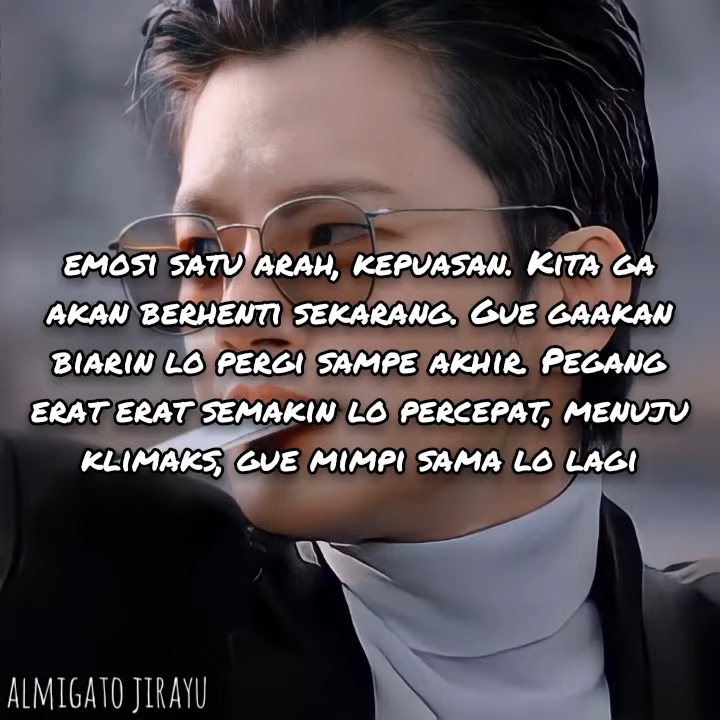 emosi satu arah, kepuasan. Kita ga
akan berhenti sekarang. Gue gaakan
biarin lo pergi sampe akhir. Pegang
erat erat semakin lo percepat, menuju
klimaks, gue mimpi sama lo lagi
ALMIGATO JIRAYU